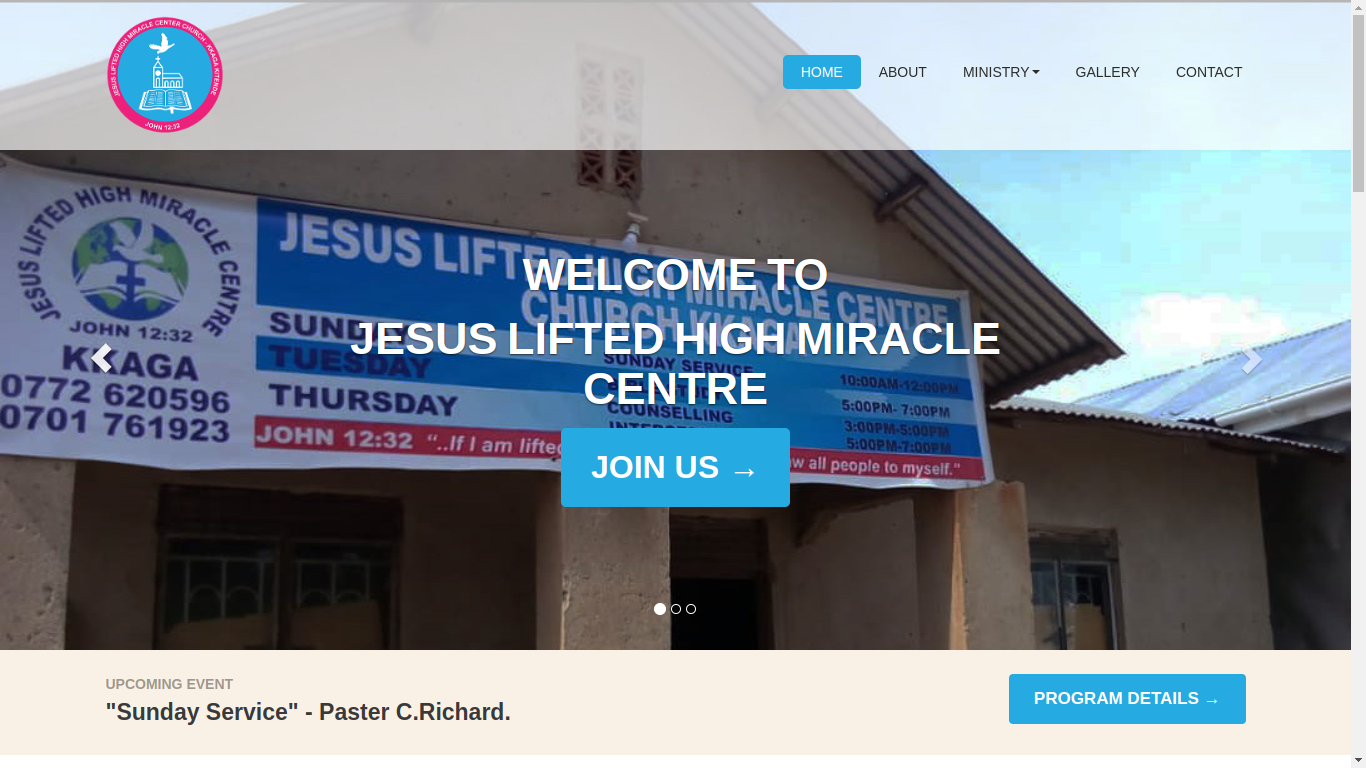 JESUS LIFTED HIGH MIRACLE CENTER CHURCH - KKAGA KITENDE
JOHN 12:32
HOME
ABOUT
MINISTRY
GALLERY
CONTACT
JESUS LIFTED HIGH MIRACLE CENTRE
JOHN 12:32
KKAGA
0772 620596
0701 761923
JESUS LIFTED HIGH MIRACLE CENTRE
CHURCH KKAGA
SUNDAY SERVICE 10:00AM-12:00PM
TUESDAY 5:00PM- 7:00PM
THURSDAY COUNSELLING 3:00PM-5:00PM
5:00PM-7:00PM
JOHN 12:32 "..If I am lifted all people to myself."
WELCOME TO
JESUS LIFTED HIGH MIRACLE
CENTRE
JOIN US →
UPCOMING EVENT
"Sunday Service" - Paster C.Richard.
PROGRAM DETAILS →